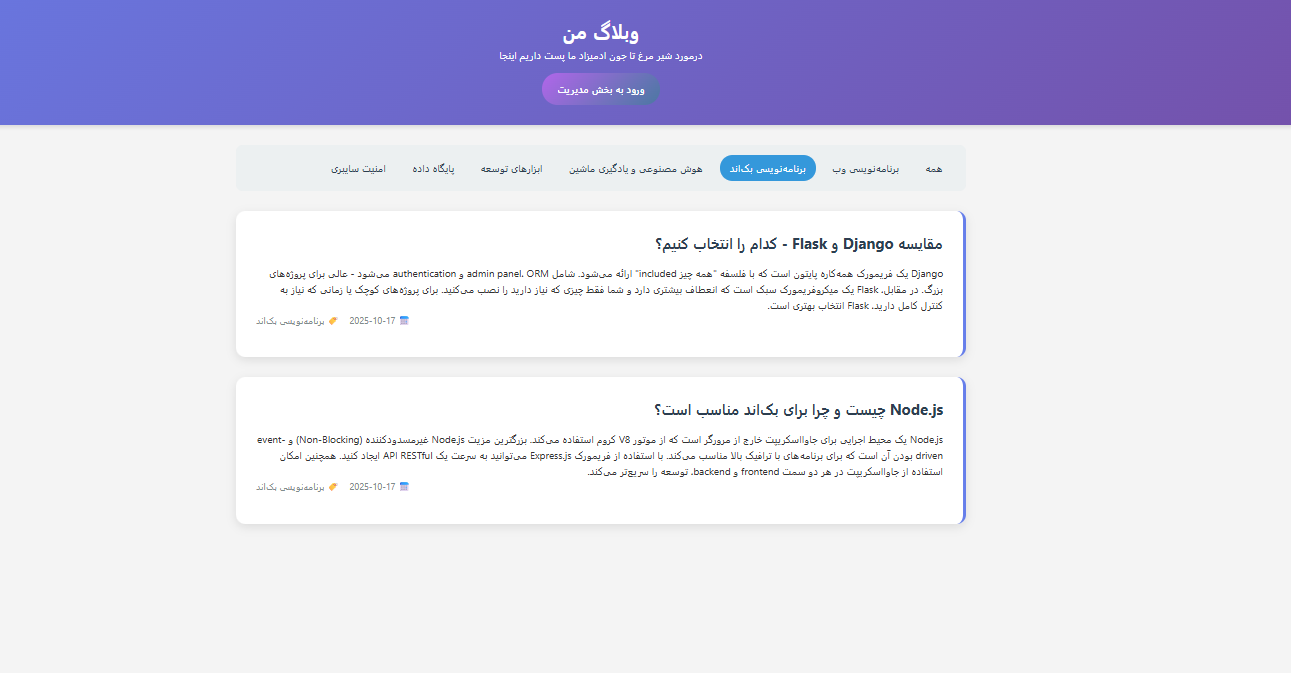 وبلاگ من
درمورد شیر مرغ تا جون ادمیزاد ما پست داریم اینجا
ورود به بخش مدیریت
همه برنامه‌نویسی وب برنامه‌نویسی بک‌اند هوش مصنوعی و یادگیری ماشین ابزارهای توسعه پایگاه داده امنیت سایبری
مقایسه Django و Flask - کدام را انتخاب کنیم؟
Django یک فریمورک همه‌کاره پایتون است که با فلسفه "همه چیز included" ارائه می‌شود. شامل admin panel، ORM و authentication می‌شود - عالی برای پروژه‌های
بزرگ. در مقابل، Flask یک میکروفریمورک سبک است که انعطاف بیشتری دارد و شما فقط چیزی که نیاز دارید را نصب می‌کنید. برای پروژه‌های کوچک یا زمانی که نیاز به
کنترل کامل دارید، Flask انتخاب بهتری است.
2025-10-17 برنامه‌نویسی بک‌اند
Node.js چیست و چرا برای بک‌اند مناسب است؟
Node.js یک محیط اجرایی برای جاوااسکریپت خارج از مرورگر است که از موتور V8 کروم استفاده می‌کند. بزرگترین مزیت Node.js غیرمسدودکننده (Non-Blocking) و event-
driven بودن آن است که برای برنامه‌های با ترافیک بالا مناسب می‌کند. با استفاده از فریمورک Express.js می‌توانید به سرعت یک API RESTful ایجاد کنید. همچنین امکان
استفاده از جاوااسکریپت در هر دو سمت frontend و backend، توسعه را سریع‌تر می‌کند.
2025-10-17 برنامه‌نویسی بک‌اند